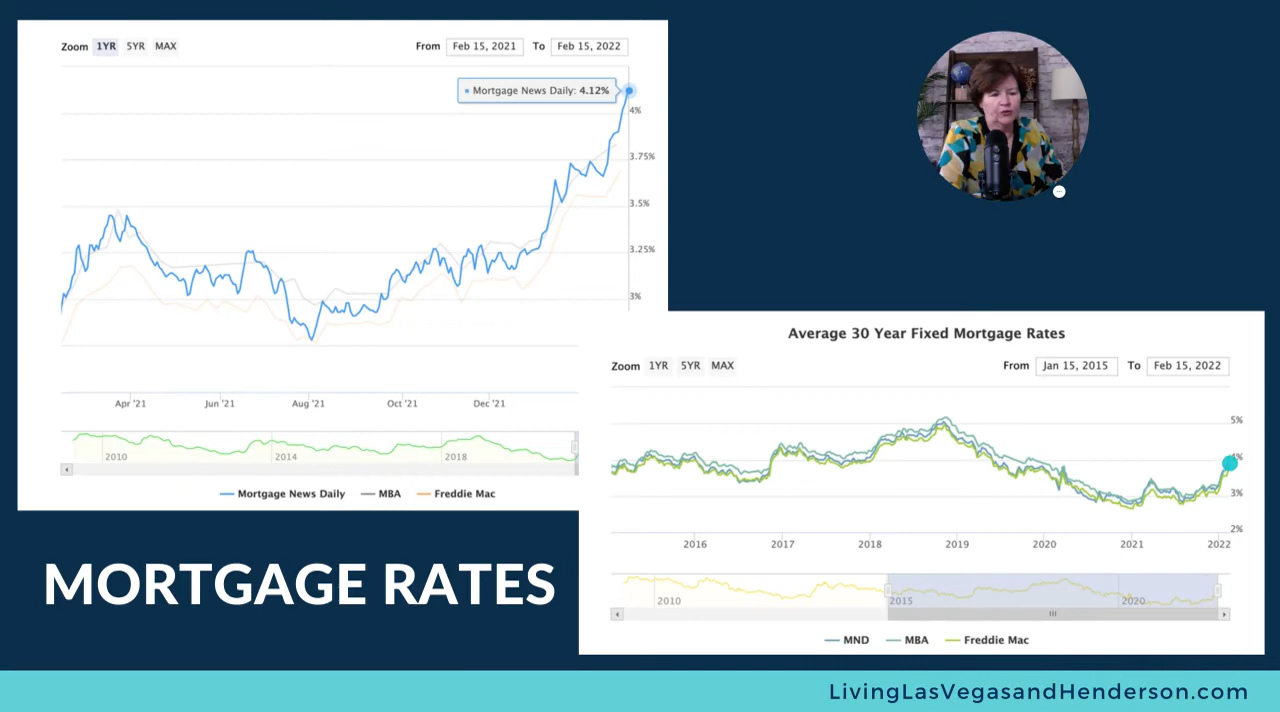 Zoom 1YR 5YR MAX From Feb 15, 2021 To Feb 15, 2022
Mortgage News Daily: 4.12%
4%
3.75%
3.5%
3.25%
3%
Apr '21 Jun '21 Aug '21 Oct '21 Dec '21
2010 2014 2018
Mortgage News Daily MBA Freddie Mac
MORTGAGE RATES
Average 30 Year Fixed Mortgage Rates
Zoom 1YR 5YR MAX From Jan 15, 2015 To Feb 15, 2022
5%
4%
3%
2%
2016 2017 2018 2019 2020 2021 2022
2010 2015 2020
MND MBA Freddie Mac
LivingLasVegasandHenderson.com